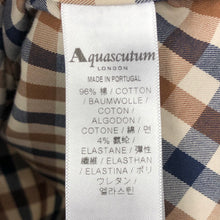 Aquascutum
LONDON
MADE IN PORTUGAL
96% 棉 / COTTON
/ BAUMWOLLE /
COTON /
ALGODON /
COTONE / 綿 / 면
4% 氨纶 /
ELASTANE / 彈性
纖維 / ELASTHAN
/ ELASTINA / ポリ
ウレタン /
엘라스틴